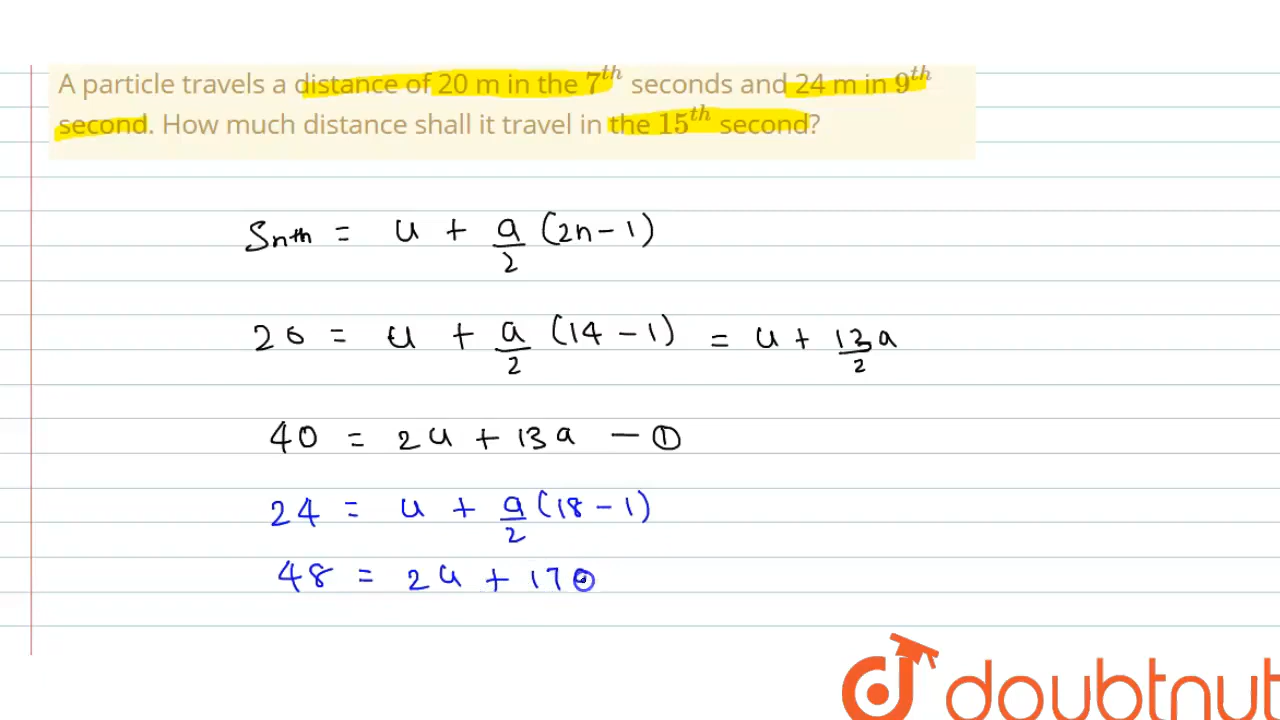 A particle travels a distance of 20 m in the 7^th seconds and 24 m in 9^th
second. How much distance shall it travel in the 15^th second?
Snth = u + a/2 (2n-1)
20 = u + a/2 (14-1) = u + 13a/2
40 = 2u + 13a - ①
24 = u + a/2 (18-1)
48 = 2u + 17a
doubtnut